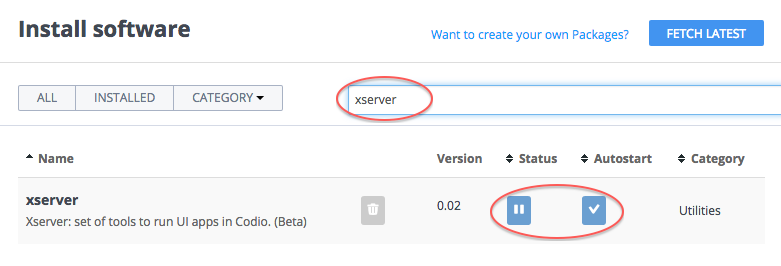 Install software
Want to create your own Packages?
FETCH LATEST
ALL
INSTALLED
CATEGORY
xserver
Name
Version
Status
Autostart
Category
xserver
Xserver: set of tools to run UI apps in Codio. (Beta)
0.02
Utilities